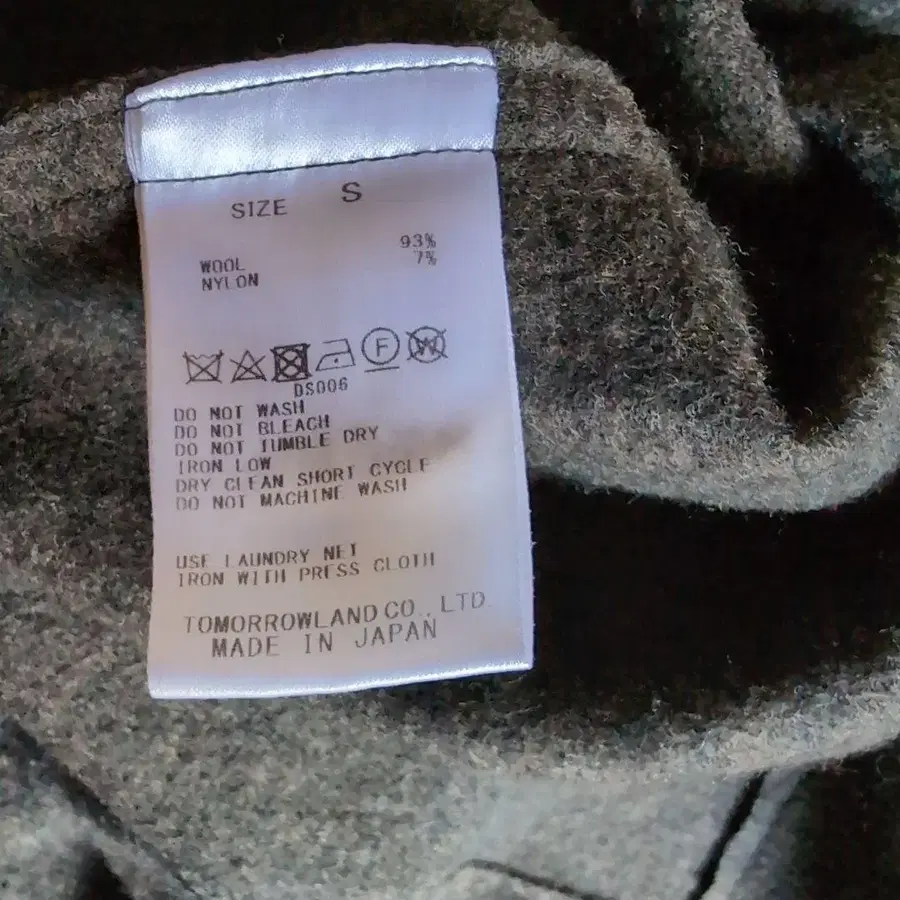 SIZE S
WOOL 93%
NYLON 7%
F W
DS006
DO NOT WASH
DO NOT BLEACH
DO NOT TUMBLE DRY
IRON LOW
DRY CLEAN SHORT CYCLE
DO NOT MACHINE WASH
USE LAUNDRY NET
IRON WITH PRESS CLOTH
TOMORROWLAND CO., LTD.
MADE IN JAPAN